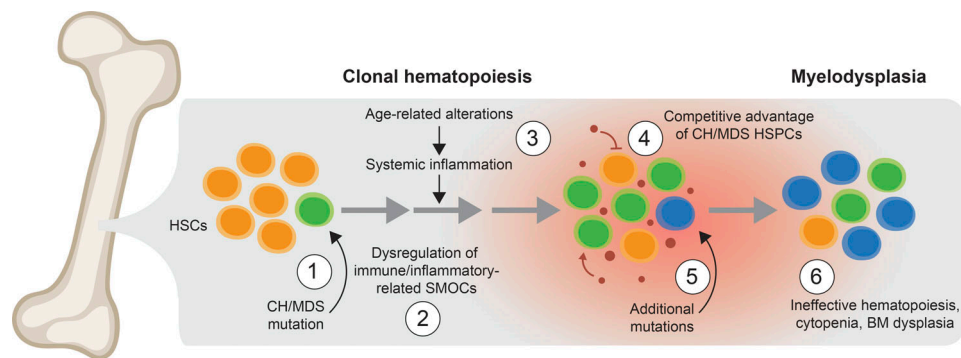 Clonal hematopoiesis
Myelodysplasia
Age-related alterations
3
4
Competitive advantage
of CH/MDS HSPCs
Systemic inflammation
HSCs
1
CH/MDS
mutation
Dysregulation of
immune/inflammatory-
related SMOCs
2
5
Additional
mutations
6
Ineffective hematopoiesis,
cytopenia, BM dysplasia